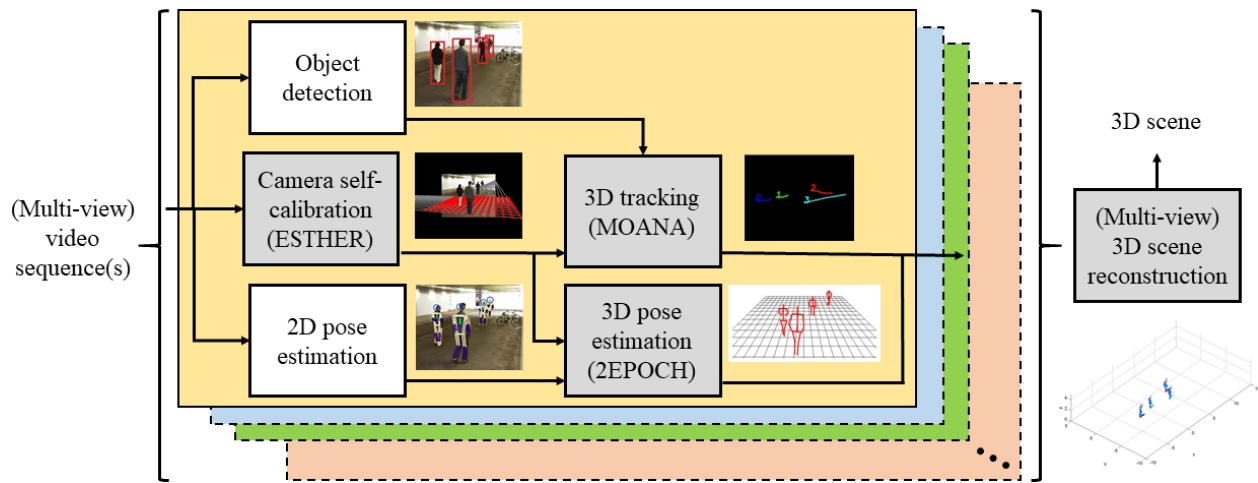 (Multi-view)
video
sequence(s)
Object
detection
Camera self-
calibration
(ESTHER)
2D pose
estimation
3D tracking
(MOANA)
3D pose
estimation
(2EPOCH)
3D scene
(Multi-view)
3D scene
reconstruction